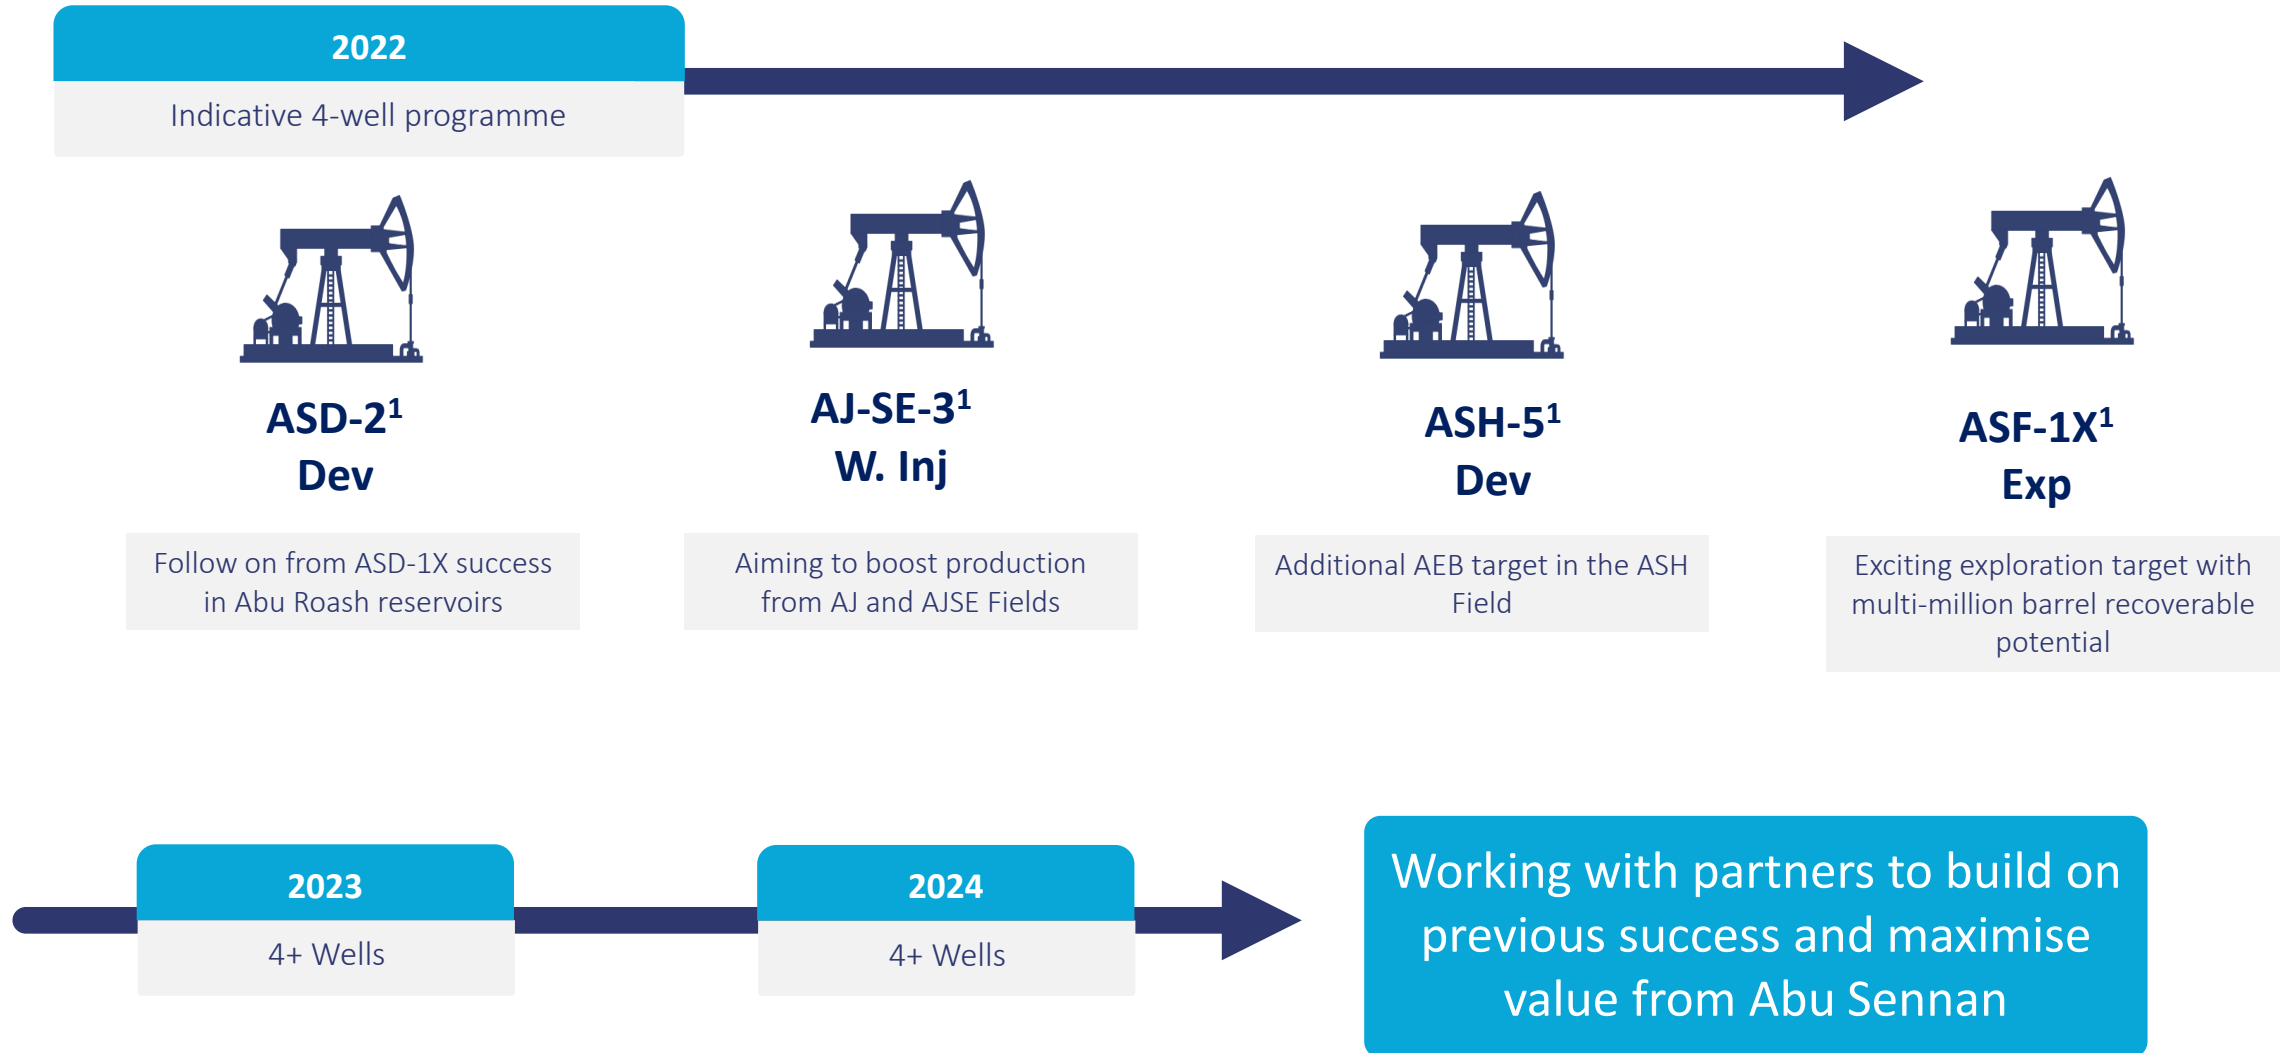 2022
Indicative 4-well programme
ASD-2¹
Dev
Follow on from ASD-1X success
in Abu Roash reservoirs
AJ-SE-3¹
W. Inj
Aiming to boost production
from AJ and AJSE Fields
ASH-5¹
Dev
Additional AEB target in the ASH
Field
ASF-1X¹
Exp
Exciting exploration target with
multi-million barrel recoverable
potential
2023
4+ Wells
2024
4+ Wells
Working with partners to build on
previous success and maximise
value from Abu Sennan